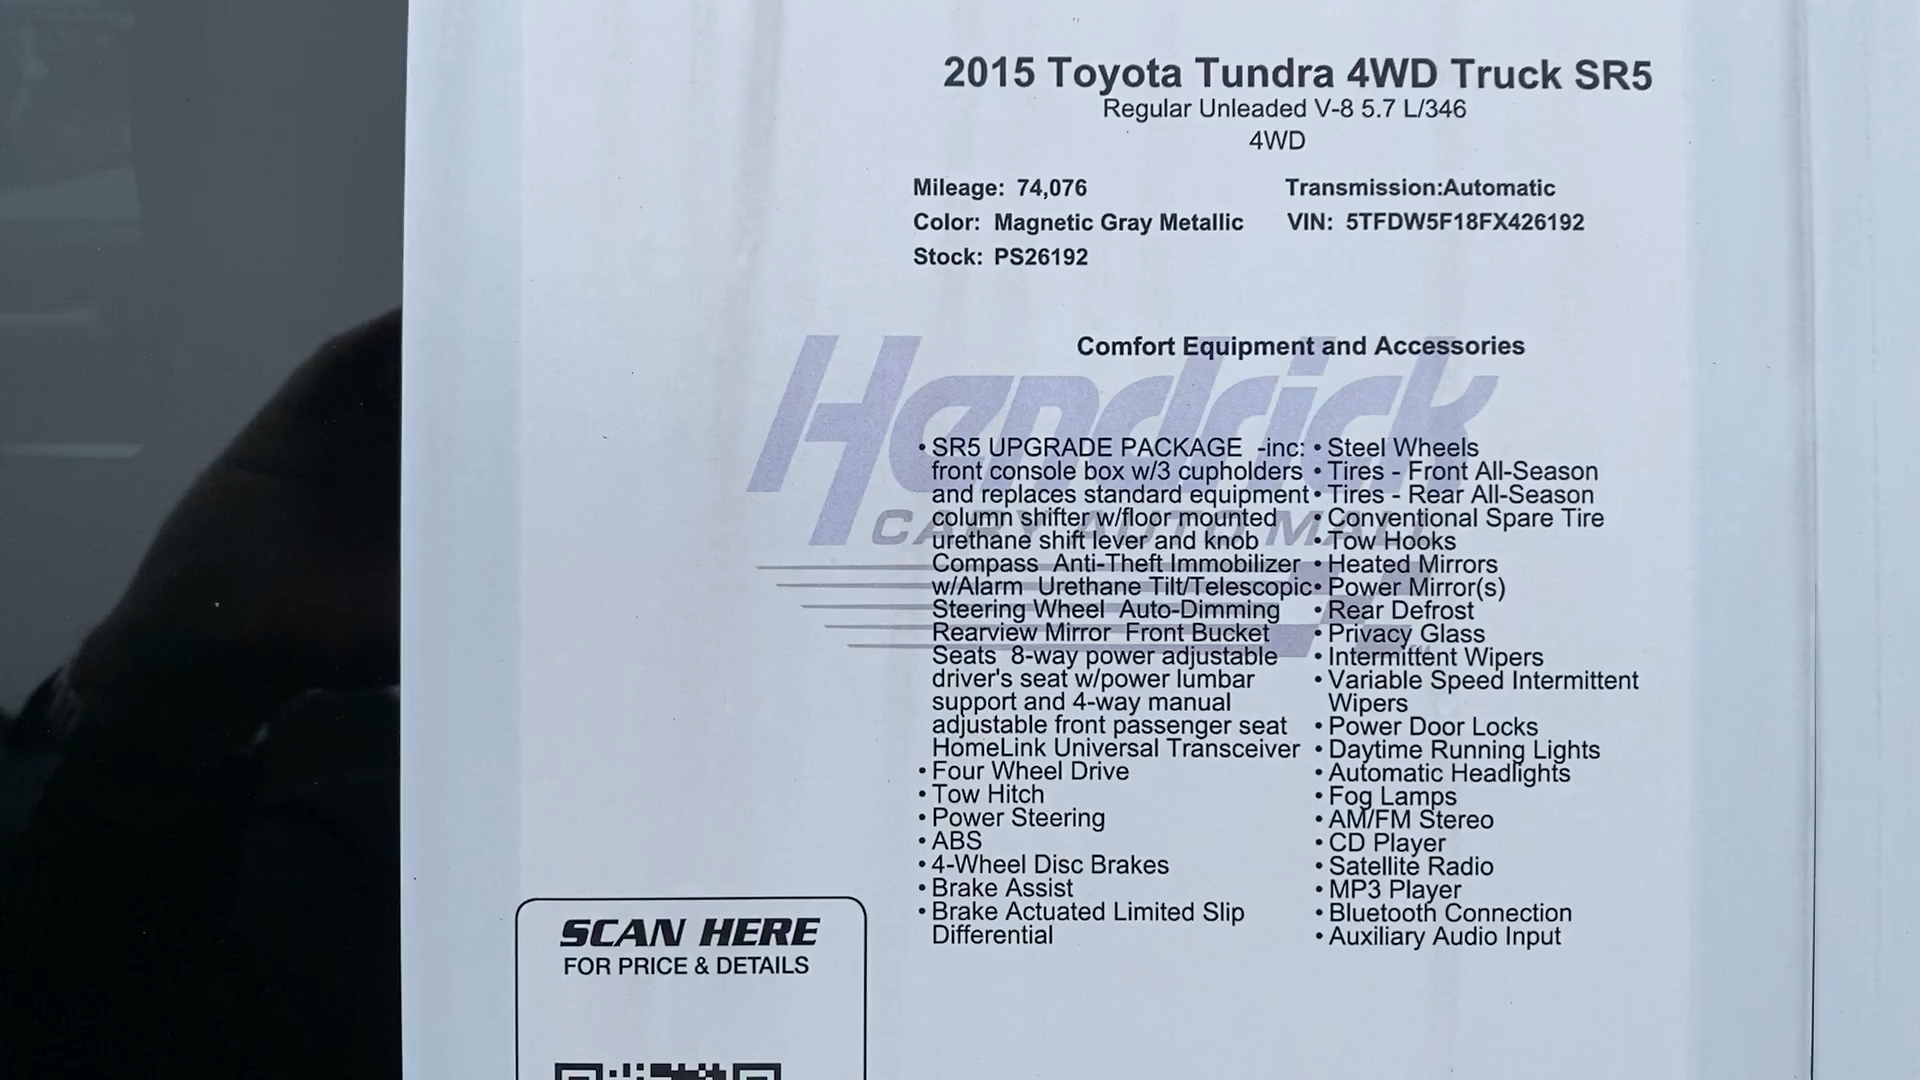 2015 Toyota Tundra 4WD Truck SR5
Regular Unleaded V-8 5.7 L/346
4WD
Mileage: 74,076
Transmission:Automatic
Color: Magnetic Gray Metallic
VIN: 5TFDW5F18FX426192
Stock: PS26192
Hendrick
CARY AUTO MALL
Comfort Equipment and Accessories
• SR5 UPGRADE PACKAGE -inc:
front console box w/3 cupholders
and replaces standard equipment
column shifter w/floor mounted
urethane shift lever and knob
Compass Anti-Theft Immobilizer
w/Alarm Urethane Tilt/Telescopic
Steering Wheel Auto-Dimming
Rearview Mirror Front Bucket
Seats 8-way power adjustable
driver's seat w/power lumbar
support and 4-way manual
adjustable front passenger seat
HomeLink Universal Transceiver
• Four Wheel Drive
• Tow Hitch
• Power Steering
• ABS
• 4-Wheel Disc Brakes
• Brake Assist
• Brake Actuated Limited Slip
Differential
• Steel Wheels
• Tires - Front All-Season
• Tires - Rear All-Season
• Conventional Spare Tire
• Tow Hooks
• Heated Mirrors
• Power Mirror(s)
• Rear Defrost
• Privacy Glass
• Intermittent Wipers
• Variable Speed Intermittent
Wipers
• Power Door Locks
• Daytime Running Lights
• Automatic Headlights
• Fog Lamps
• AM/FM Stereo
• CD Player
• Satellite Radio
• MP3 Player
• Bluetooth Connection
• Auxiliary Audio Input
SCAN HERE
FOR PRICE & DETAILS